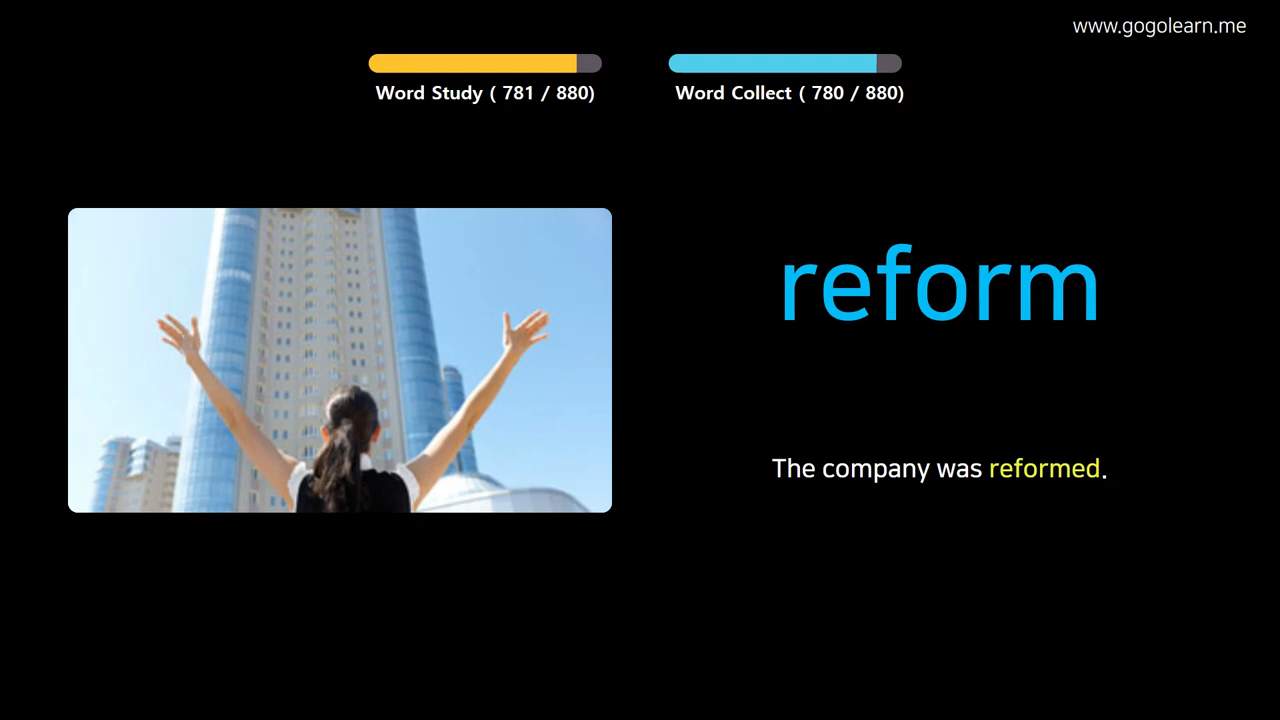 www.gogolearn.me
Word Study ( 781 / 880)
Word Collect ( 780 / 880)
reform
The company was reformed.